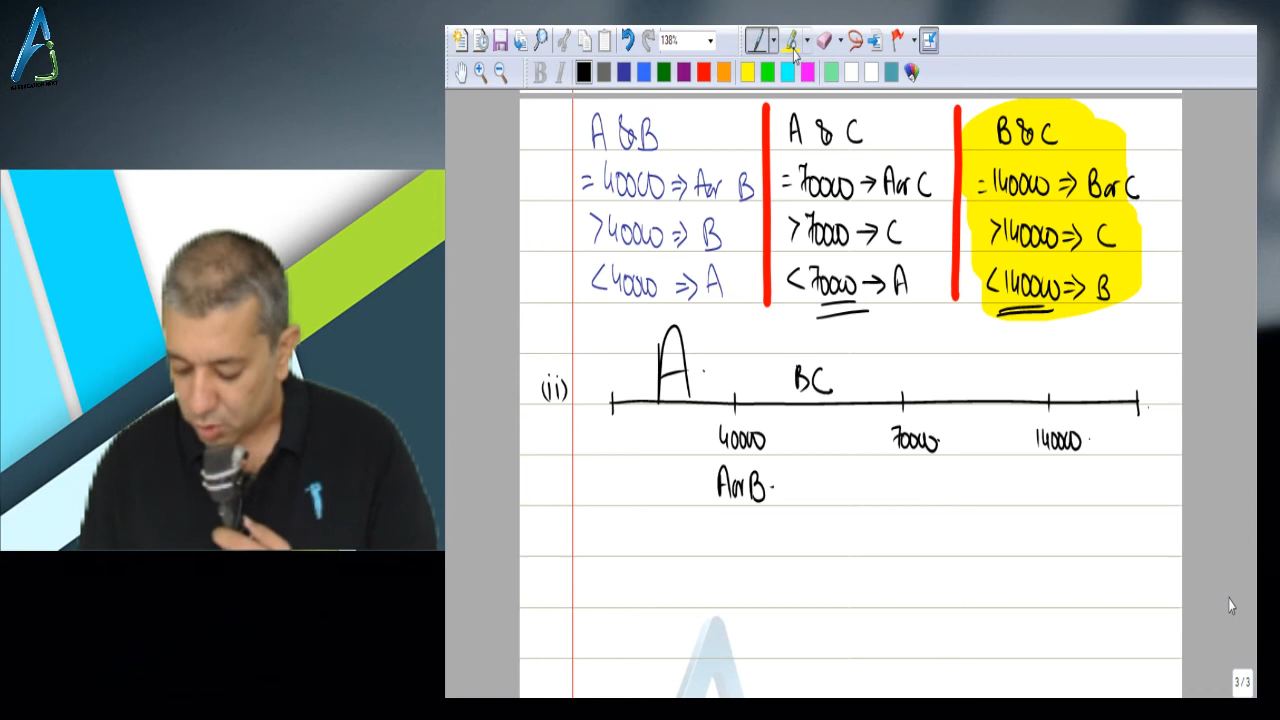 138%
A & B
= 40000 ⇒ A or B
> 40000 ⇒ B
< 40000 ⇒ A
A & C
= 70000 → A or C
> 70000 → C
< 70000 → A
B & C
= 140000 ⇒ B or C
> 140000 ⇒ C
< 140000 ⇒ B
(ii)
A
BC
40000
70000
140000
A or B
3 / 3